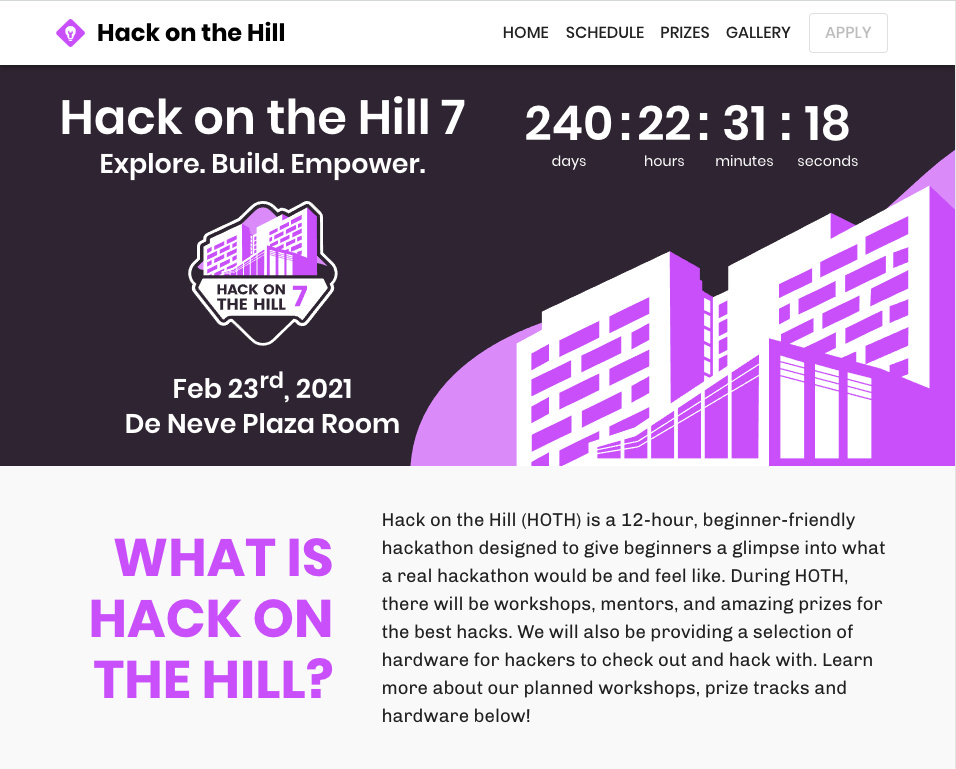 Hack on the Hill
HOME SCHEDULE PRIZES GALLERY APPLY
Hack on the Hill 7
Explore. Build. Empower.
240 : 22 : 31 : 18
days hours minutes seconds
HACK ON
THE HILL 7
Feb 23rd, 2021
De Neve Plaza Room
WHAT IS
HACK ON
THE HILL?
Hack on the Hill (HOTH) is a 12-hour, beginner-friendly
hackathon designed to give beginners a glimpse into what
a real hackathon would be and feel like. During HOTH,
there will be workshops, mentors, and amazing prizes for
the best hacks. We will also be providing a selection of
hardware for hackers to check out and hack with. Learn
more about our planned workshops, prize tracks and
hardware below!